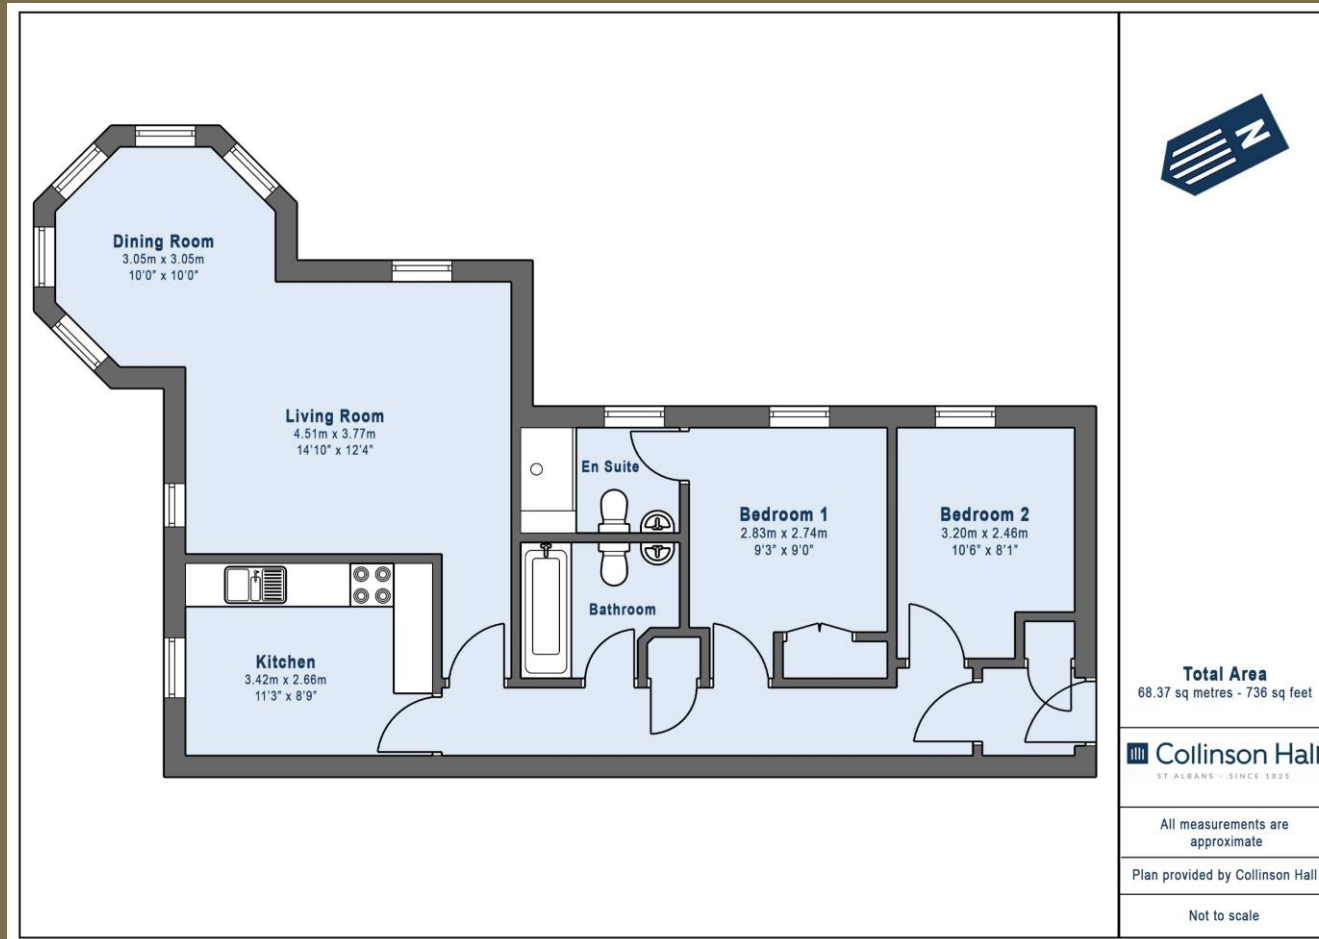 Dining Room
3.05m x 3.05m
10'0" x 10'0"
Living Room
4.51m x 3.77m
14'10" x 12'4"
En Suite
Bedroom 1
2.83m x 2.74m
9'3" x 9'0"
Bedroom 2
3.20m x 2.46m
10'6" x 8'1"
Bathroom
Kitchen
3.42m x 2.66m
11'3" x 8'9"
N
Total Area
68.37 sq metres - 736 sq feet
Collinson Hall
ST ALBANS - SINCE 1825
All measurements are
approximate
Plan provided by Collinson Hall
Not to scale